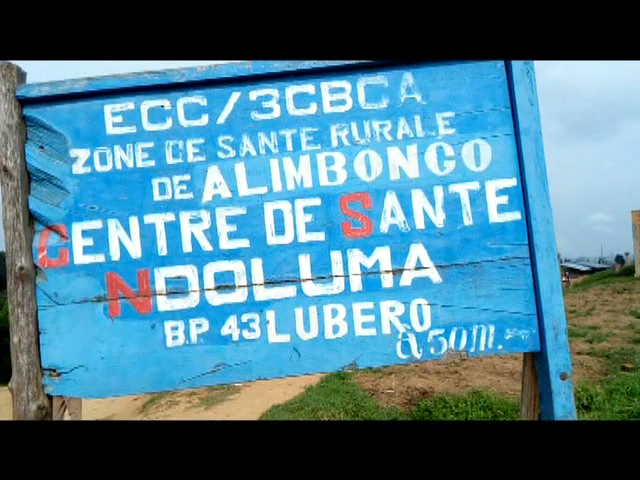 ECC/3CBCA
ZONE DE SANTE RURALE
DE ALIMBONGO
CENTRE DE SANTE
NDOLUMA
B.P 43 LUBERO
à 50m.